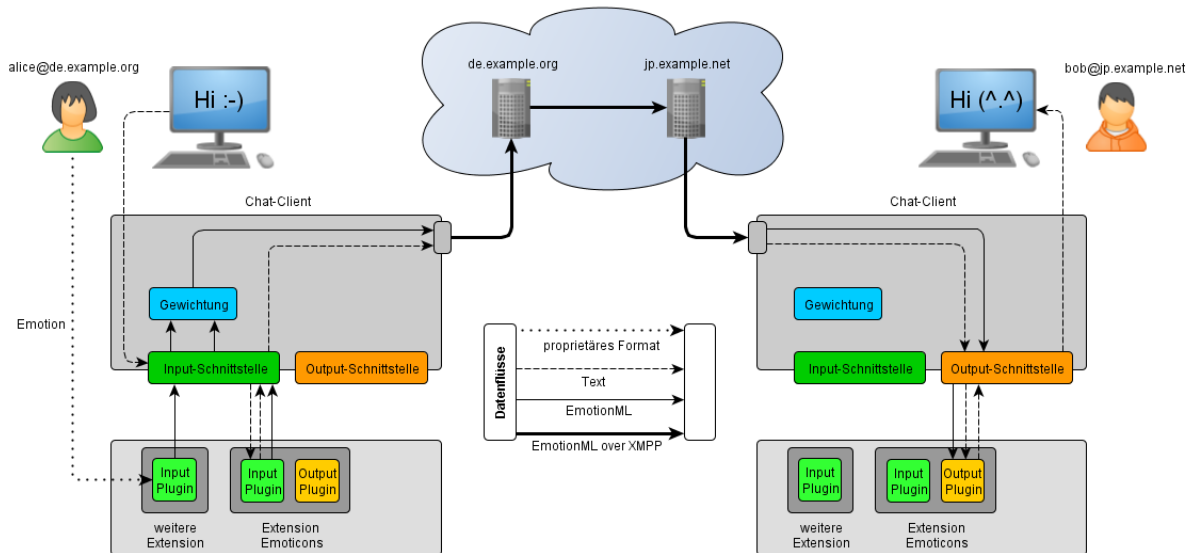 de.example.org
jp.example.net
alice@de.example.org
bob@jp.example.net
Hi :-)
Hi (^.^)
Chat-Client
Chat-Client
Gewichtung
Gewichtung
Emotion
Input-Schnittstelle
Output-Schnittstelle
Datenflüsse
proprietäres Format
Text
EmotionML
EmotionML over XMPP
Input-Schnittstelle
Output-Schnittstelle
Input
Plugin
Input
Plugin
Output
Plugin
weitere
Extension
Extension
Emoticons
Input
Plugin
Input
Plugin
Output
Plugin
weitere
Extension
Extension
Emoticons